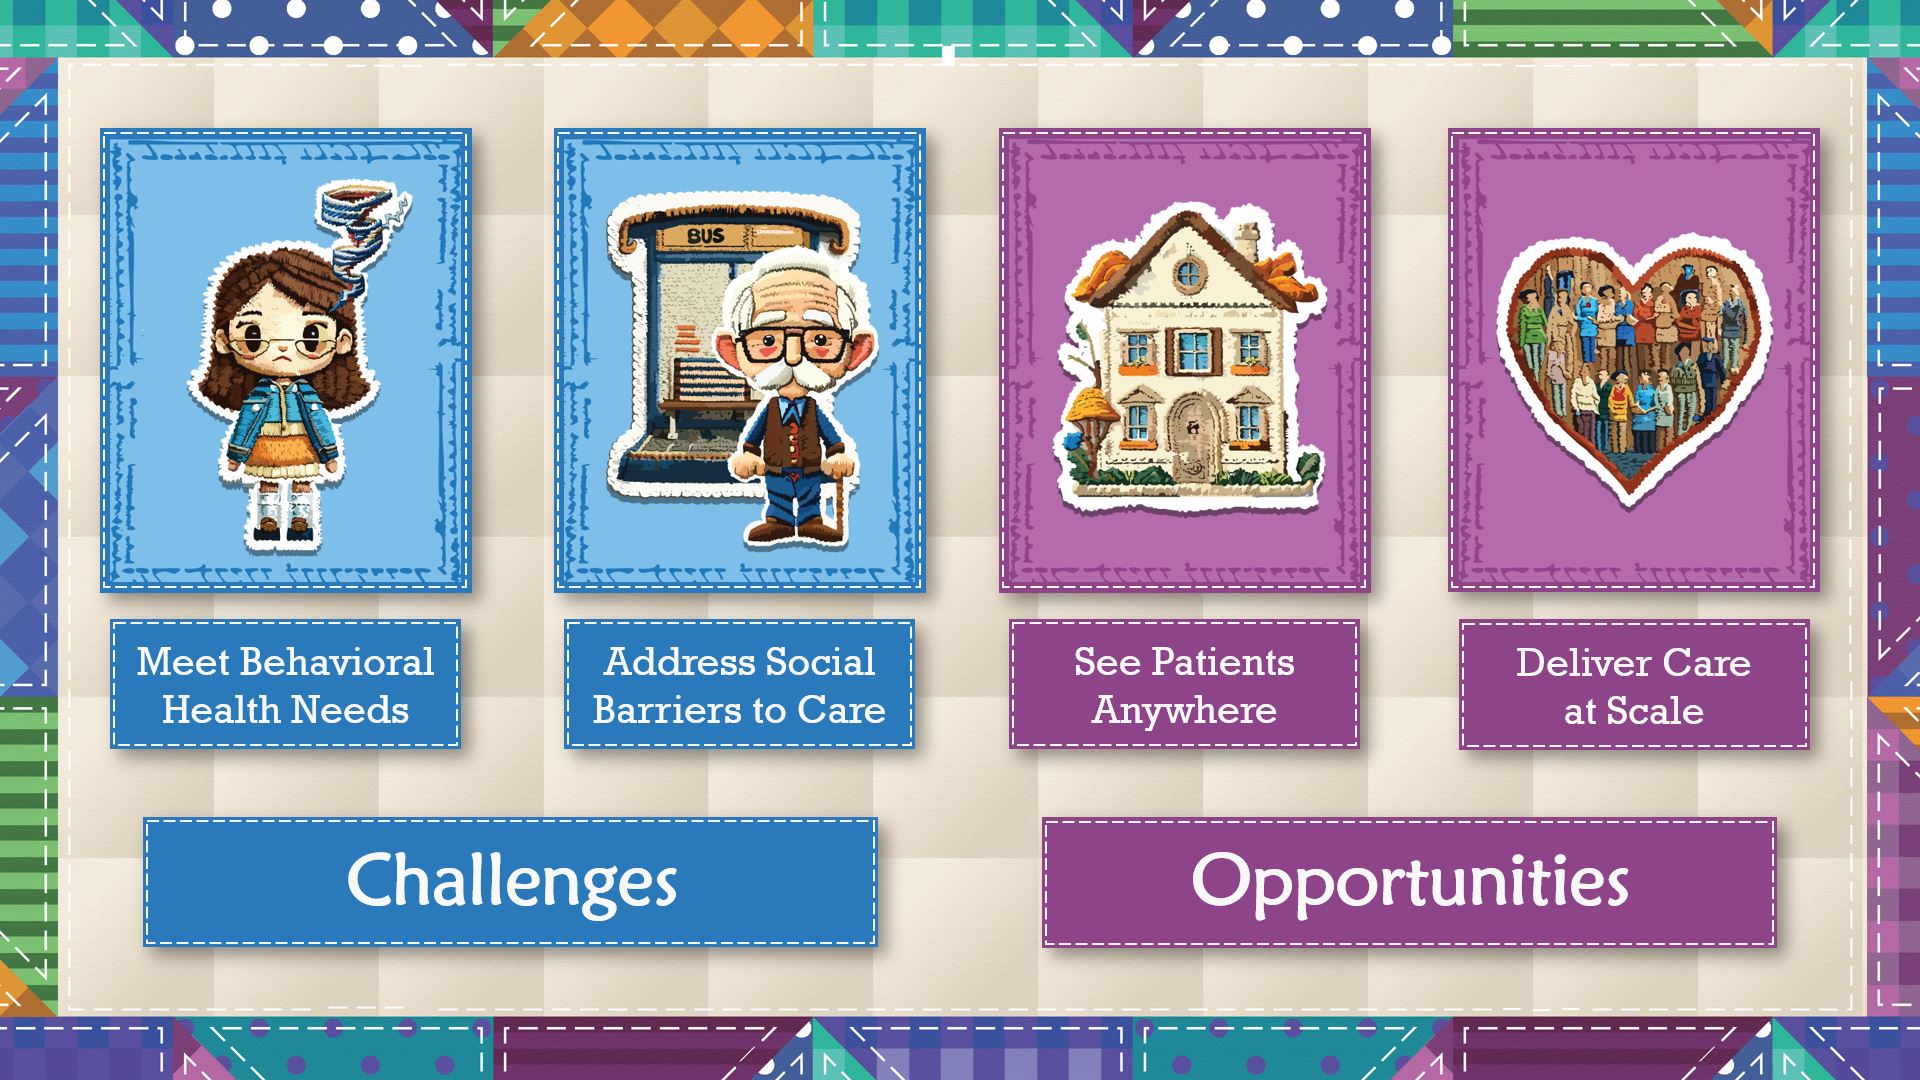 BUS
Meet Behavioral
Health Needs
Address Social
Barriers to Care
See Patients
Anywhere
Deliver Care
at Scale
Challenges
Opportunities